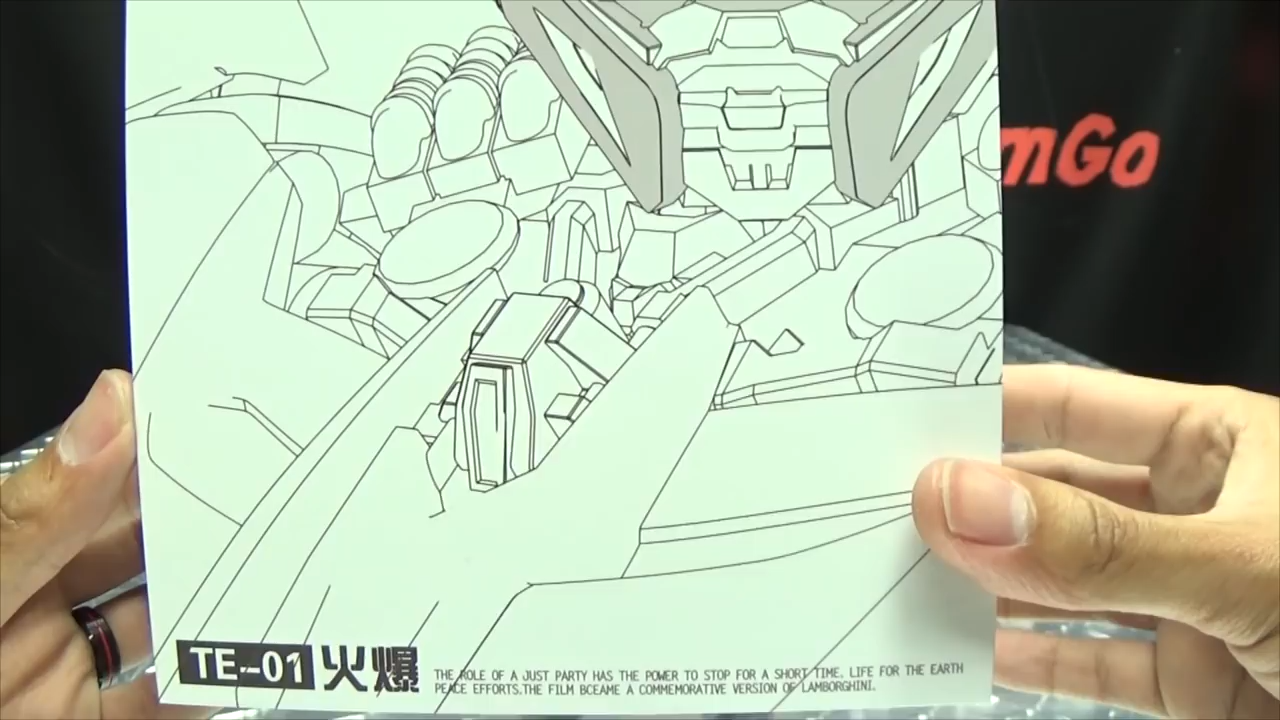 mGo
TE-01 火爆
THE ROLE OF A JUST PARTY HAS THE POWER TO STOP FOR A SHORT TIME. LIFE FOR THE EARTH
PEACE EFFORTS.THE FILM BCEAME A COMMEMORATIVE VERSION OF LAMBORGHINI.